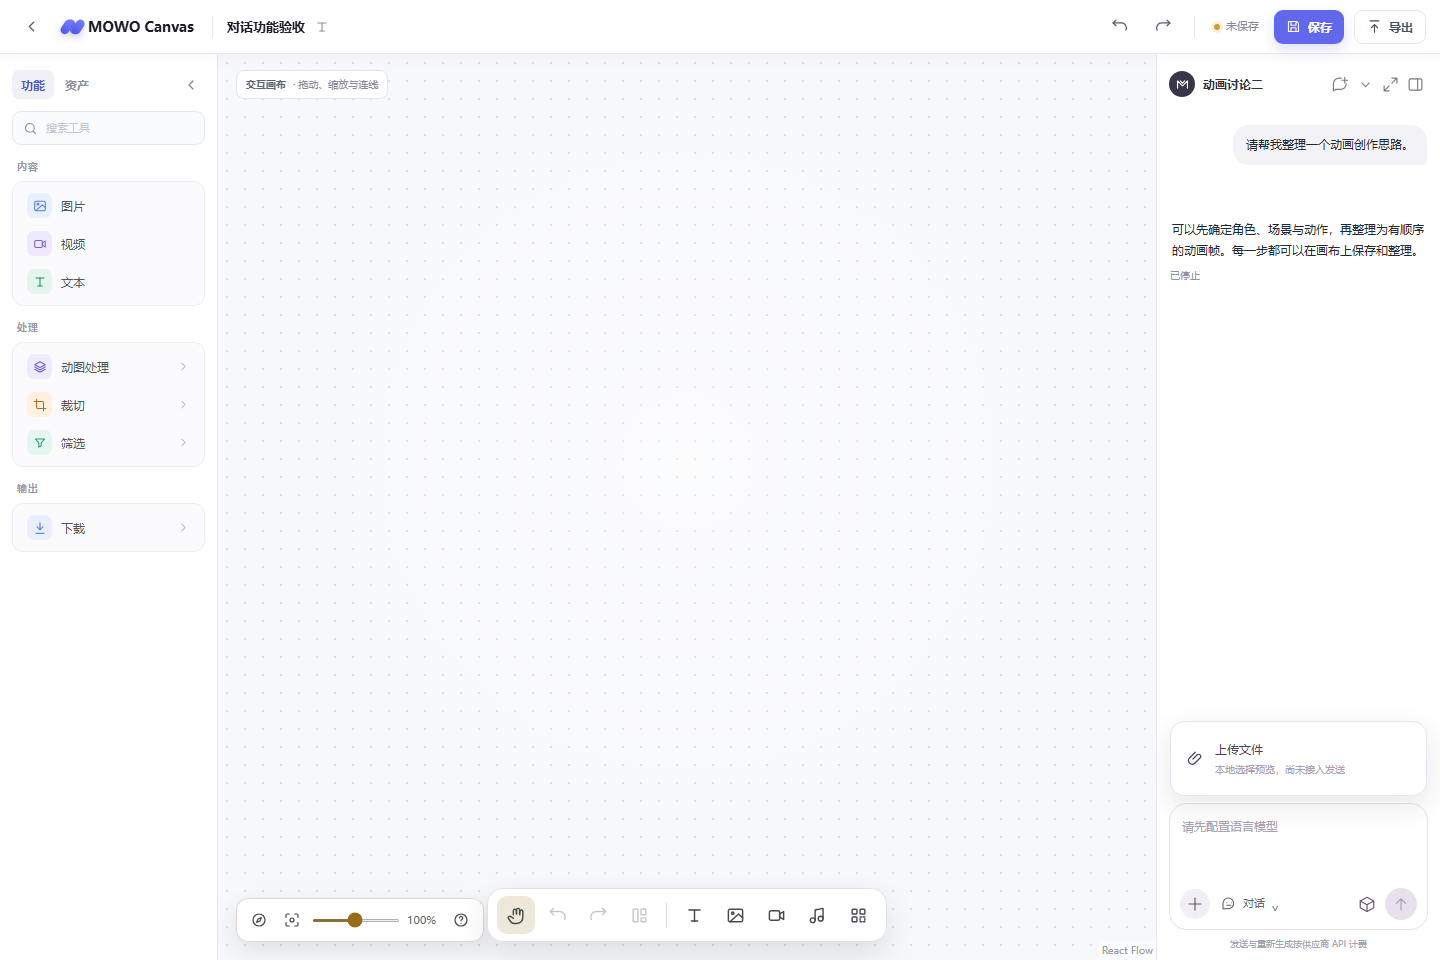 MOWO Canvas
对话功能验收
未保存
保存
导出
功能
资产
搜索工具
内容
图片
视频
文本
处理
动图处理
裁切
筛选
输出
下载
交互画布 · 拖动、缩放与连线
100%
React Flow
动画讨论二
请帮我整理一个动画创作思路。
可以先确定角色、场景与动作，再整理为有顺序
的动画帧。每一步都可以在画布上保存和整理。
已停止
上传文件
本地选择预览，尚未接入发送
请先配置语言模型
对话
发送与重新生成按供应商 API 计费